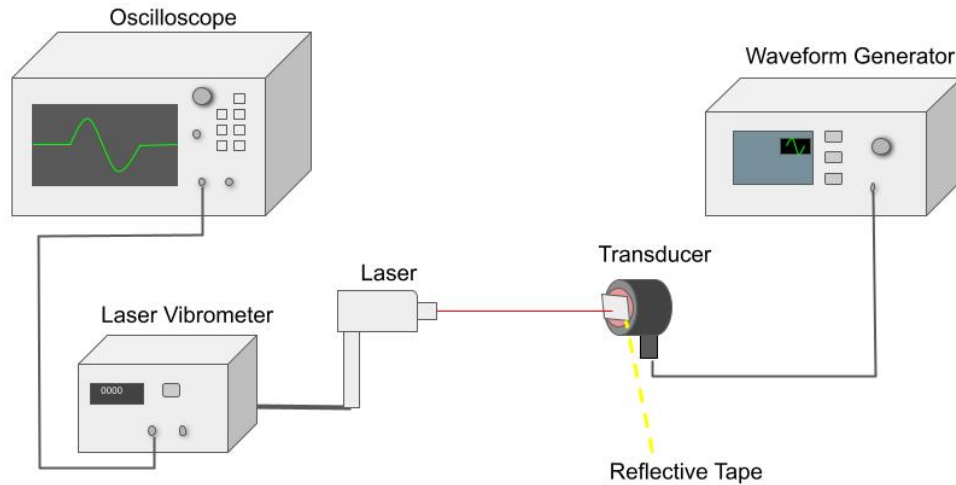 Oscilloscope
Waveform Generator
Transducer
Laser
Laser Vibrometer
0000
Reflective Tape